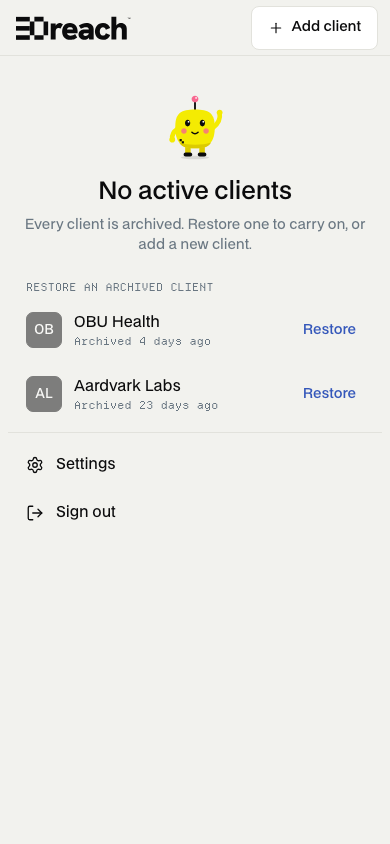 reach
Add client
No active clients
Every client is archived. Restore one to carry on, or
add a new client.
RESTORE AN ARCHIVED CLIENT
OB
OBU Health
Archived 4 days ago
Restore
AL
Aardvark Labs
Archived 23 days ago
Restore
Settings
Sign out